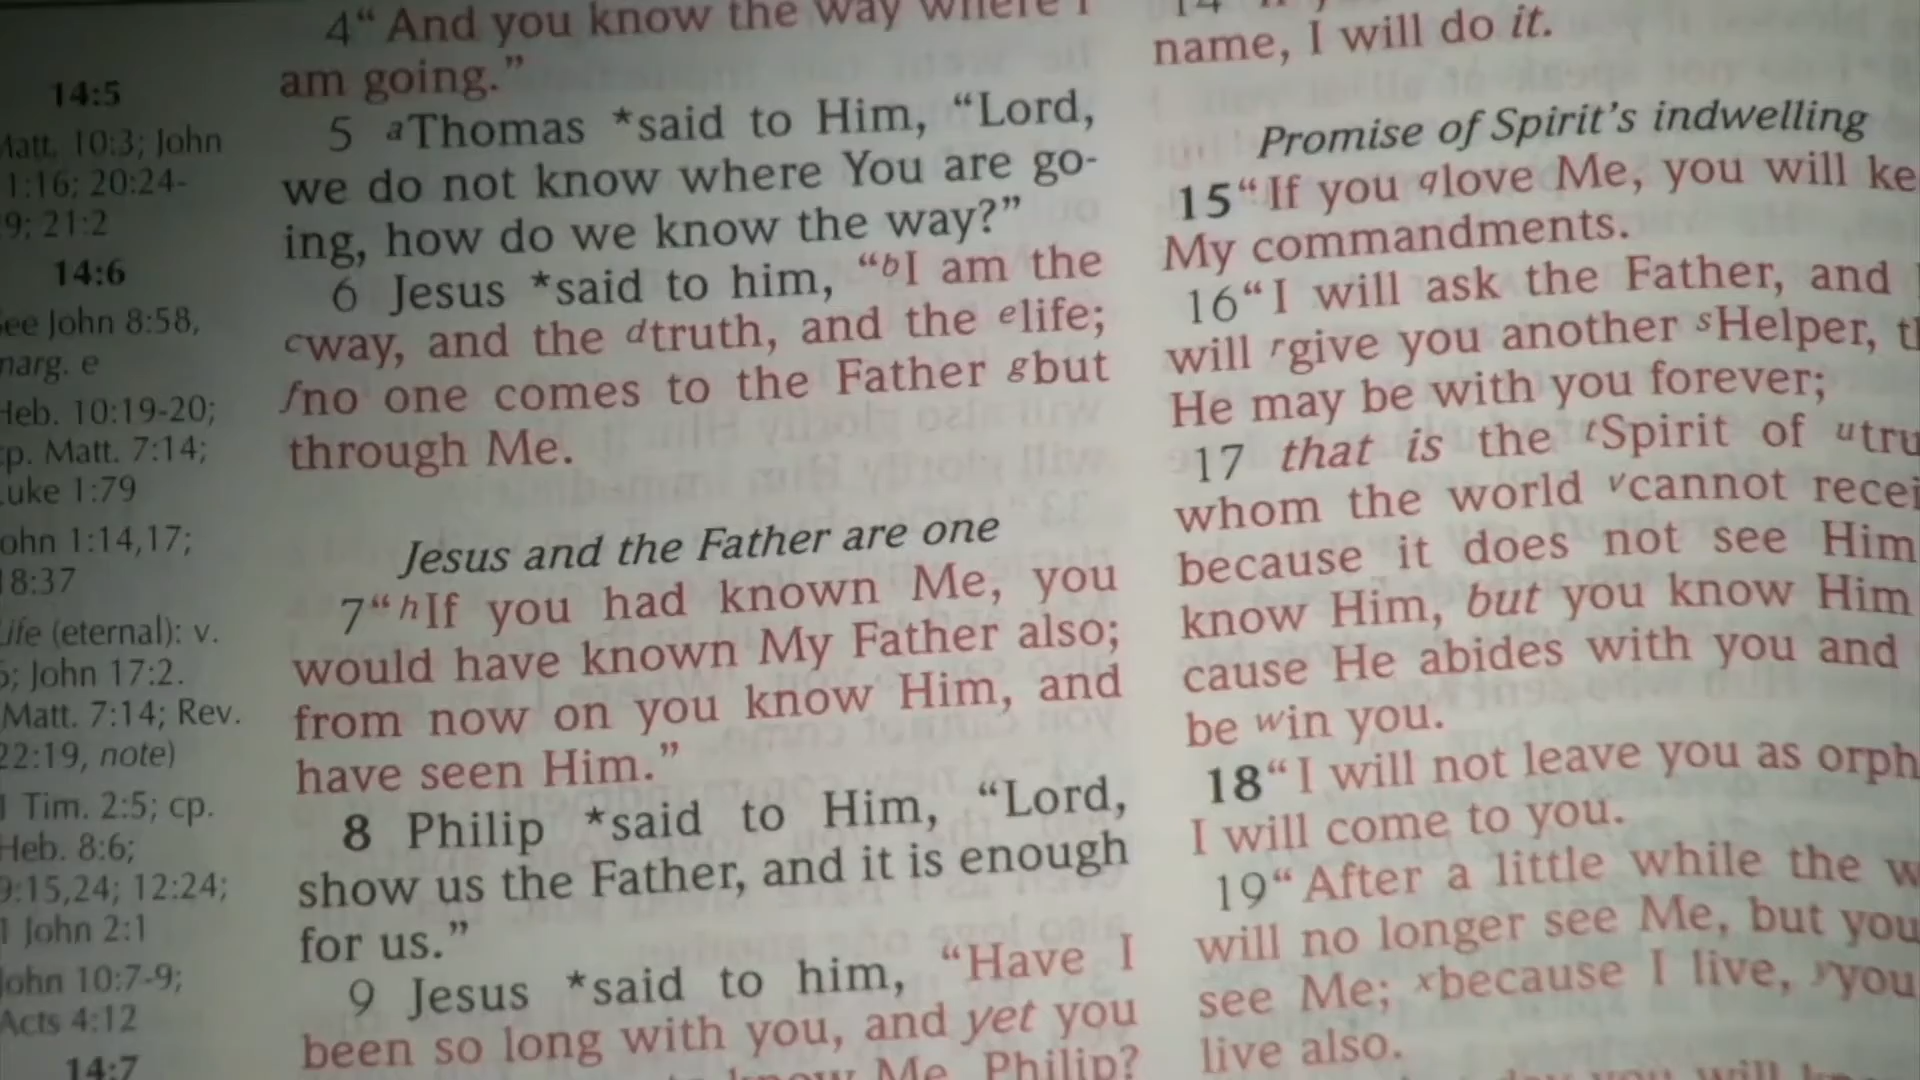 14:5
Matt. 10:3; John
1:16; 20:24-
9; 21:2
14:6
See John 8:58,
marg. e
Heb. 10:19-20;
cp. Matt. 7:14;
Luke 1:79
John 1:14,17;
18:37
Life (eternal): v.
6; John 17:2.
(Matt. 7:14; Rev.
22:19, note)
1 Tim. 2:5; cp.
Heb. 8:6;
9:15,24; 12:24;
1 John 2:1
John 10:7-9;
Acts 4:12
14:7
4 “And you know the way where I
am going.”
5 aThomas *said to Him, “Lord,
we do not know where You are go-
ing, how do we know the way?”
6 Jesus *said to him, “bI am the
cway, and the dtruth, and the elife;
fno one comes to the Father gbut
through Me.
Jesus and the Father are one
7 “hIf you had known Me, you
would have known My Father also;
from now on you know Him, and
have seen Him.”
8 Philip *said to Him, “Lord,
show us the Father, and it is enough
for us.”
9 Jesus *said to him, “Have I
been so long with you, and yet you
know Me, Philip?
14
name, I will do it.
Promise of Spirit’s indwelling
15 “If you qlove Me, you will ke
My commandments.
16 “I will ask the Father, and
will rgive you another sHelper, t
He may be with you forever;
17 that is the tSpirit of utru
whom the world vcannot recei
because it does not see Him
know Him, but you know Him
cause He abides with you and
be win you.
18 “I will not leave you as orph
I will come to you.
19 “After a little while the w
will no longer see Me, but you
see Me; xbecause I live, yyou
live also.
you will